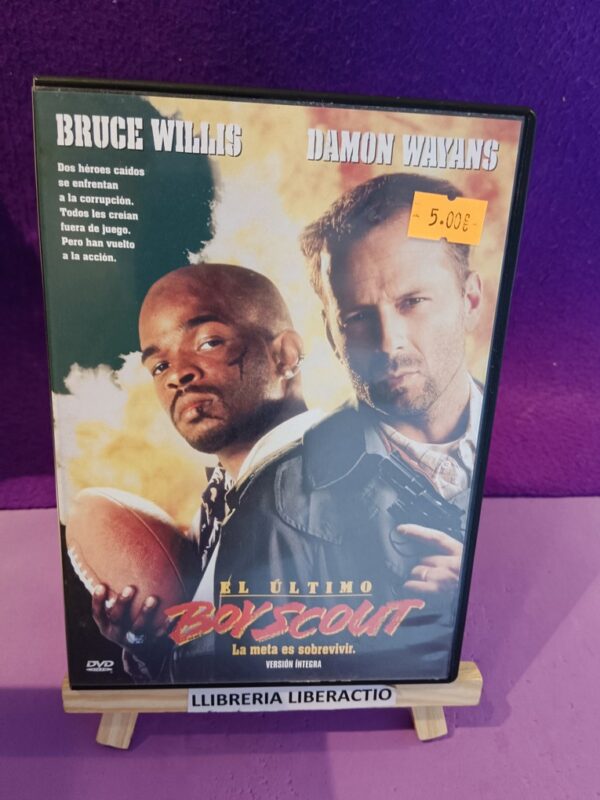 BRUCE WILLIS
DAMON WAYANS
Dos héroes caídos
se enfrentan
a la corrupción.
Todos les creían
fuera de juego.
Pero han vuelto
a la acción.
5.00€
EL ÚLTIMO
BOY SCOUT
La meta es sobrevivir.
VERSIÓN ÍNTEGRA
DVD
LLIBRERIA LIBERACTIO